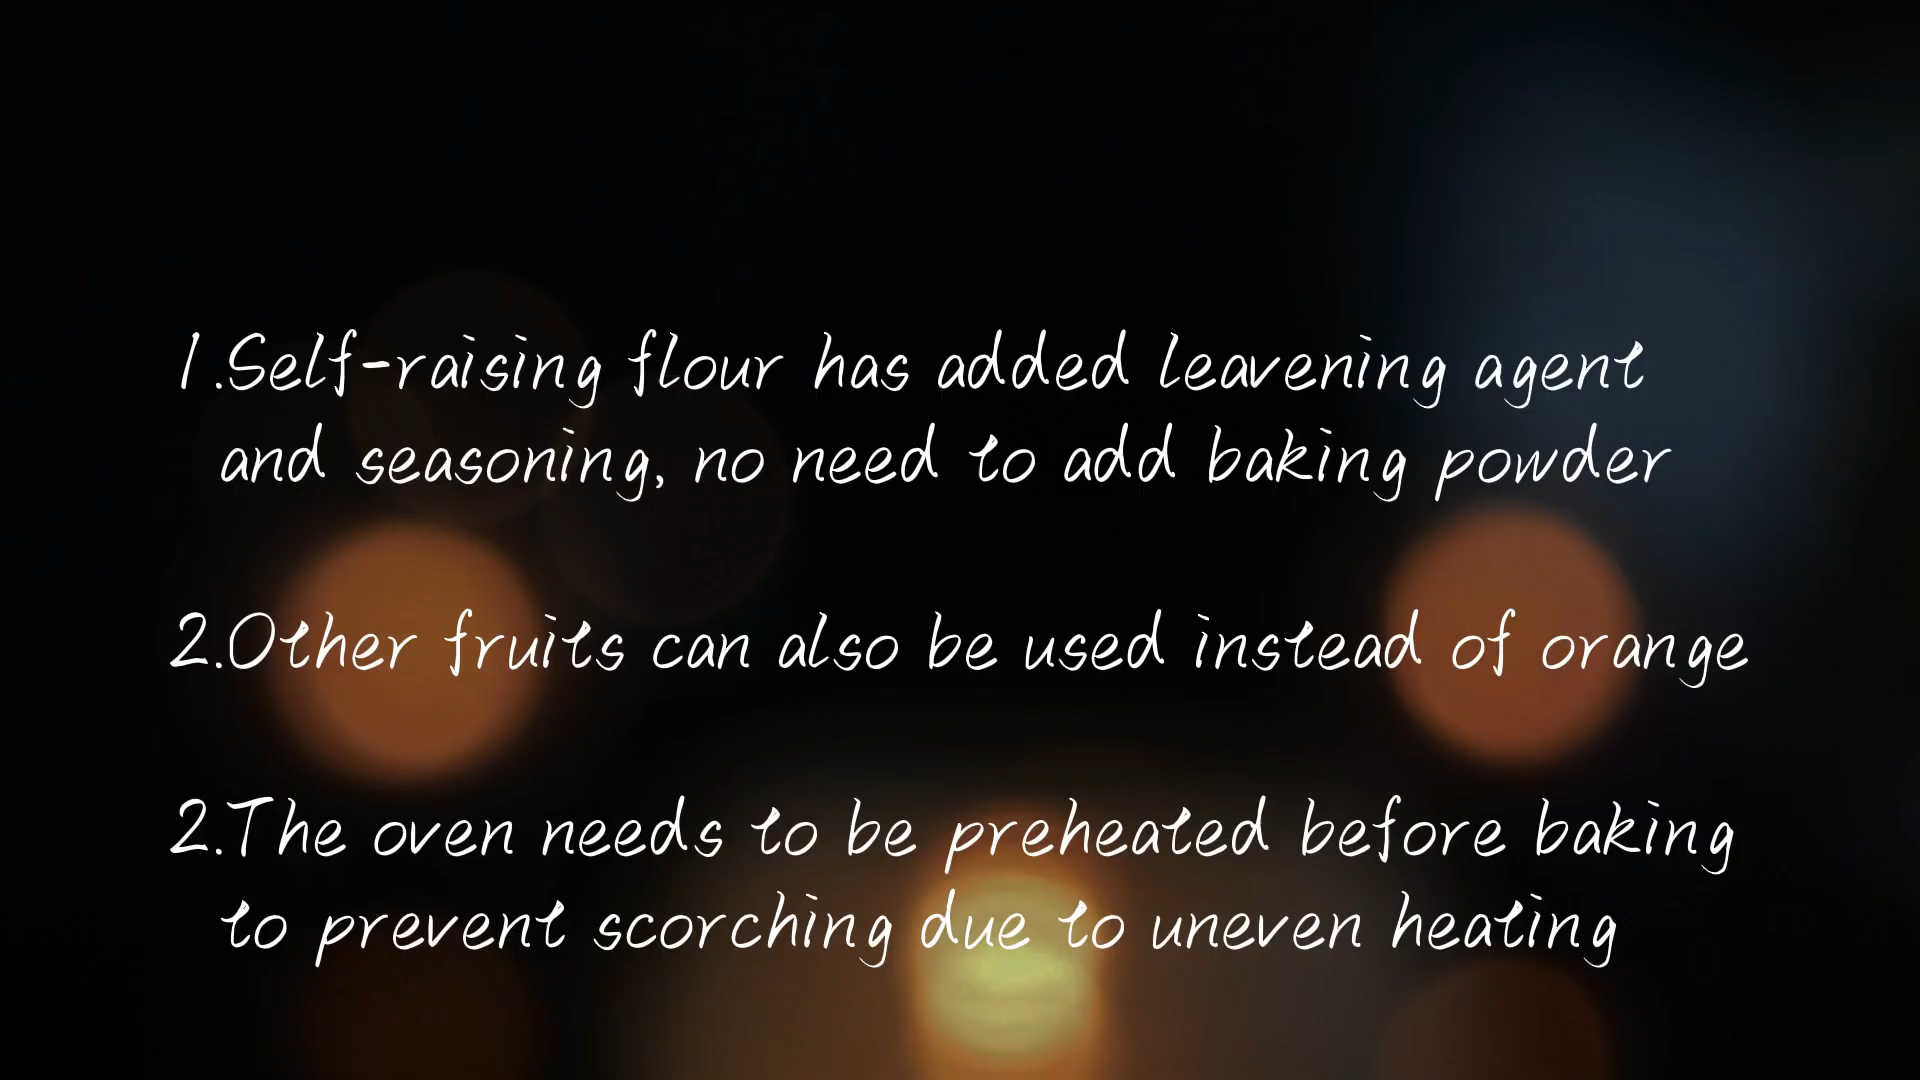 1.Self-raising flour has added leavening agent
and seasoning, no need to add baking powder
2.Other fruits can also be used instead of orange
2.The oven needs to be preheated before baking
to prevent scorching due to uneven heating